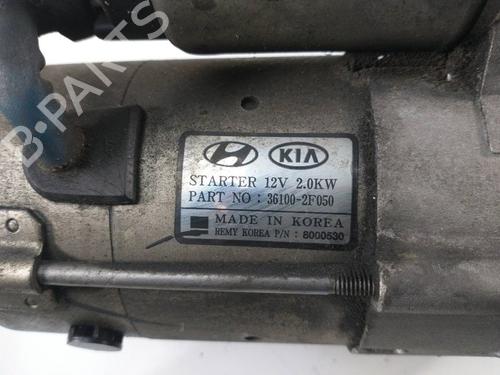 B-PARTS
KIA
STARTER 12V 2.0KW
PART NO : 36100-2F050
MADE IN KOREA
REMY KOREA P/N : 8000530